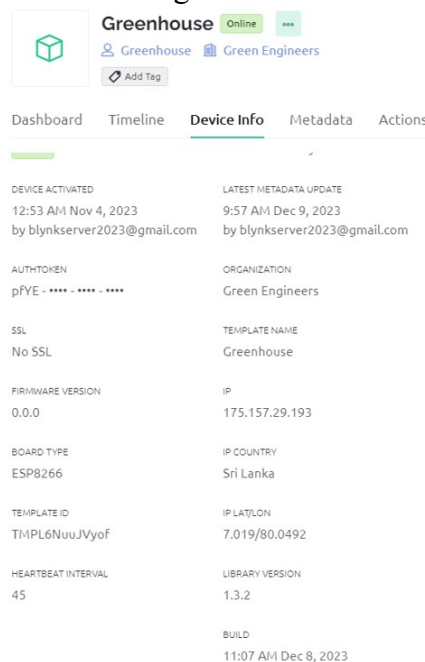 Greenhouse Online
Greenhouse Green Engineers
Add Tag
Dashboard Timeline Device Info Metadata Actions
DEVICE ACTIVATED
12:53 AM Nov 4, 2023
by blynkserver2023@gmail.com
LATEST METADATA UPDATE
9:57 AM Dec 9, 2023
by blynkserver2023@gmail.com
AUTHTOKEN
pfYE - •••• - •••• - ••••
ORGANIZATION
Green Engineers
SSL
No SSL
TEMPLATE NAME
Greenhouse
FIRMWARE VERSION
0.0.0
IP
175.157.29.193
BOARD TYPE
ESP8266
IP COUNTRY
Sri Lanka
TEMPLATE ID
TMPL6NuuJVyof
IP LAT/LON
7.019/80.0492
HEARTBEAT INTERVAL
45
LIBRARY VERSION
1.3.2
BUILD
11:07 AM Dec 8, 2023